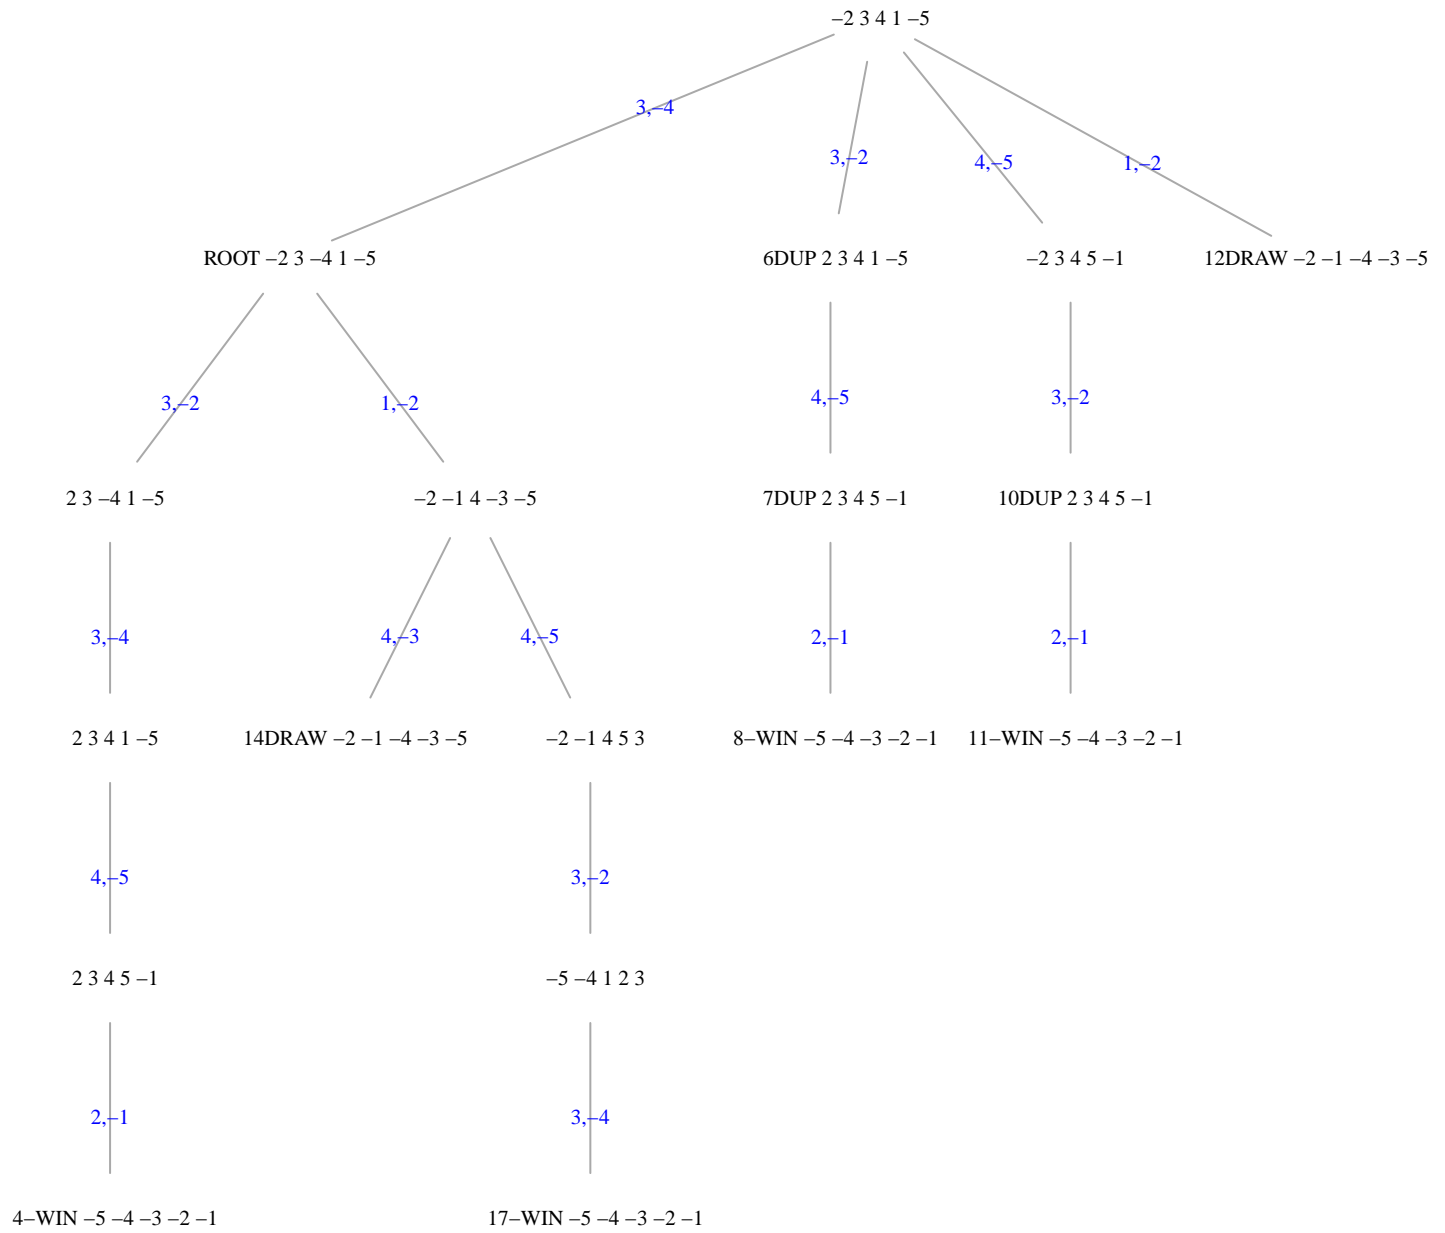 −2 3 4 1 −5
3,−4
3,−2
4,−5
1,−2
ROOT −2 3 −4 1 −5
6DUP 2 3 4 1 −5
−2 3 4 5 −1
12DRAW −2 −1 −4 −3 −5
3,−2
1,−2
4,−5
3,−2
2 3 −4 1 −5
−2 −1 4 −3 −5
7DUP 2 3 4 5 −1
10DUP 2 3 4 5 −1
3,−4
4,−3
4,−5
2,−1
2,−1
2 3 4 1 −5
14DRAW −2 −1 −4 −3 −5
−2 −1 4 5 3
8−WIN −5 −4 −3 −2 −1
11−WIN −5 −4 −3 −2 −1
4,−5
3,−2
2 3 4 5 −1
−5 −4 1 2 3
2,−1
3,−4
4−WIN −5 −4 −3 −2 −1
17−WIN −5 −4 −3 −2 −1